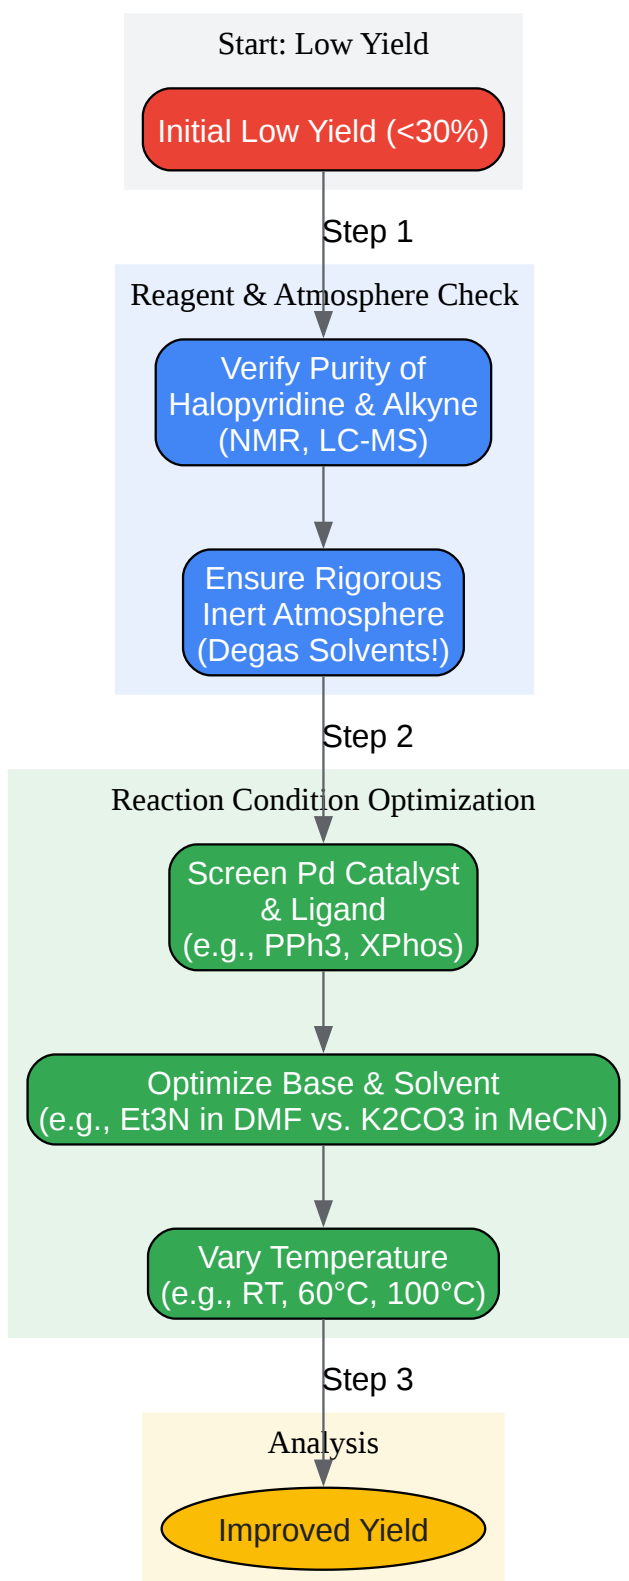 Start: Low Yield
Initial Low Yield (<30%)
Step 1
Reagent & Atmosphere Check
Verify Purity of
Halopyridine & Alkyne
(NMR, LC-MS)
Ensure Rigorous
Inert Atmosphere
(Degas Solvents!)
Step 2
Reaction Condition Optimization
Screen Pd Catalyst
& Ligand
(e.g., PPh3, XPhos)
Optimize Base & Solvent
(e.g., Et3N in DMF vs. K2CO3 in MeCN)
Vary Temperature
(e.g., RT, 60°C, 100°C)
Step 3
Analysis
Improved Yield